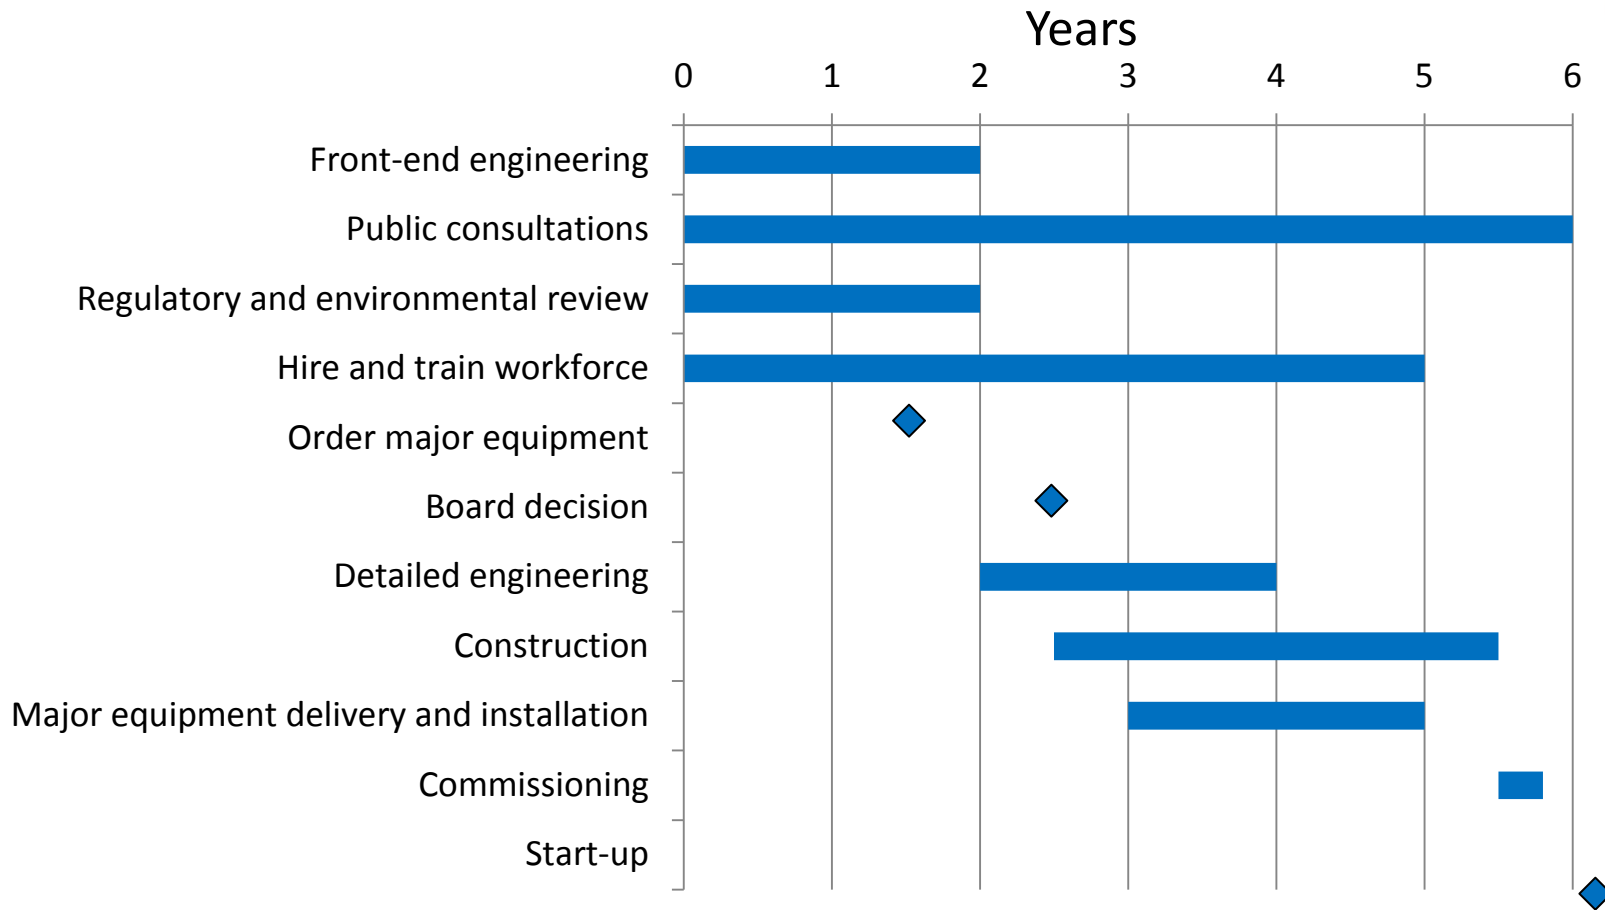 Years
0 1 2 3 4 5 6
Front-end engineering
Public consultations
Regulatory and environmental review
Hire and train workforce
Order major equipment
Board decision
Detailed engineering
Construction
Major equipment delivery and installation
Commissioning
Start-up